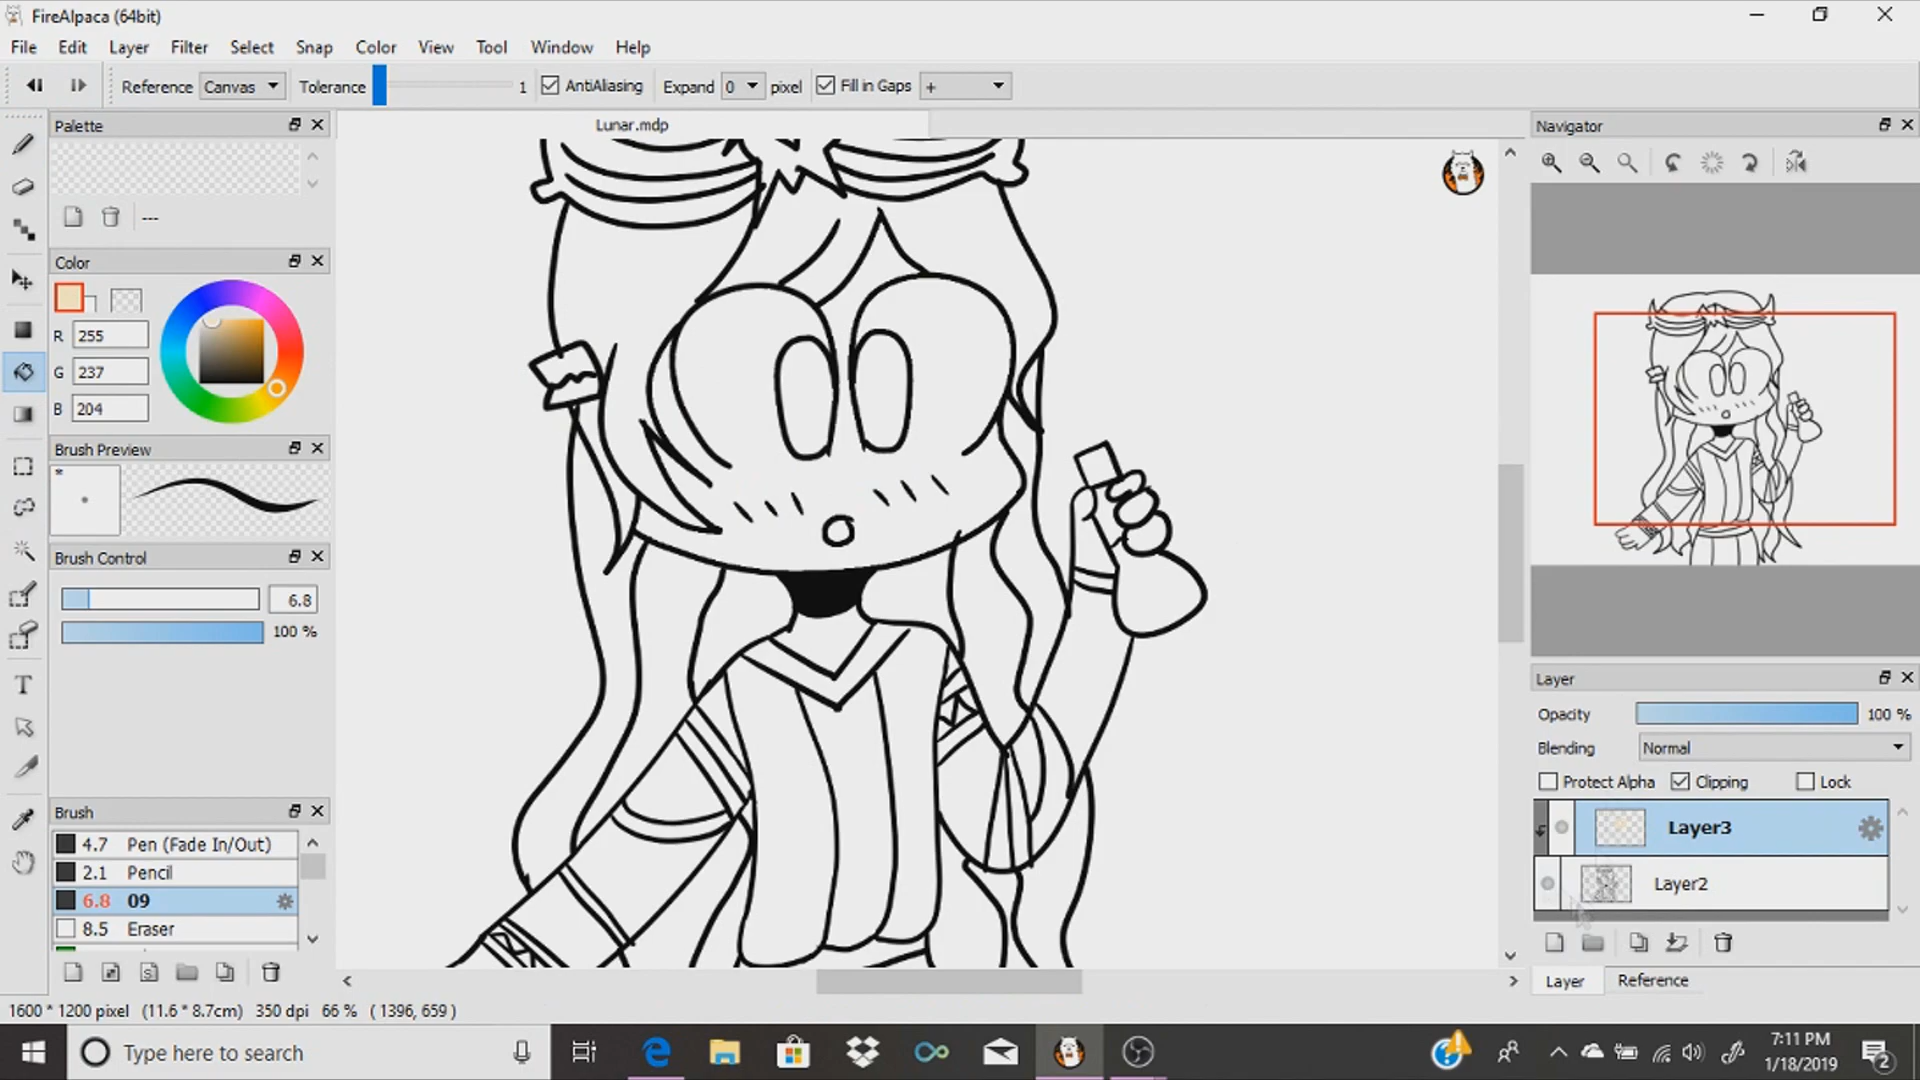 FireAlpaca (64bit)
File Edit Layer Filter Select Snap Color View Tool Window Help
Reference Canvas Tolerance 1 AntiAliasing Expand 0 pixel Fill in Gaps +
Palette
Lunar.mdp
Navigator
---
Color
R 255
G 237
B 204
Brush Preview
*
Brush Control
6.8
100 %
Brush
4.7 Pen (Fade In/Out)
2.1 Pencil
6.8 09
8.5 Eraser
T
S
Layer
Opacity 100 %
Blending Normal
Protect Alpha Clipping Lock
Layer3
Layer2
Layer Reference
1600 * 1200 pixel (11.6 * 8.7cm) 350 dpi 66 % ( 1396, 659 )
Type here to search
7:11 PM
1/18/2019
2